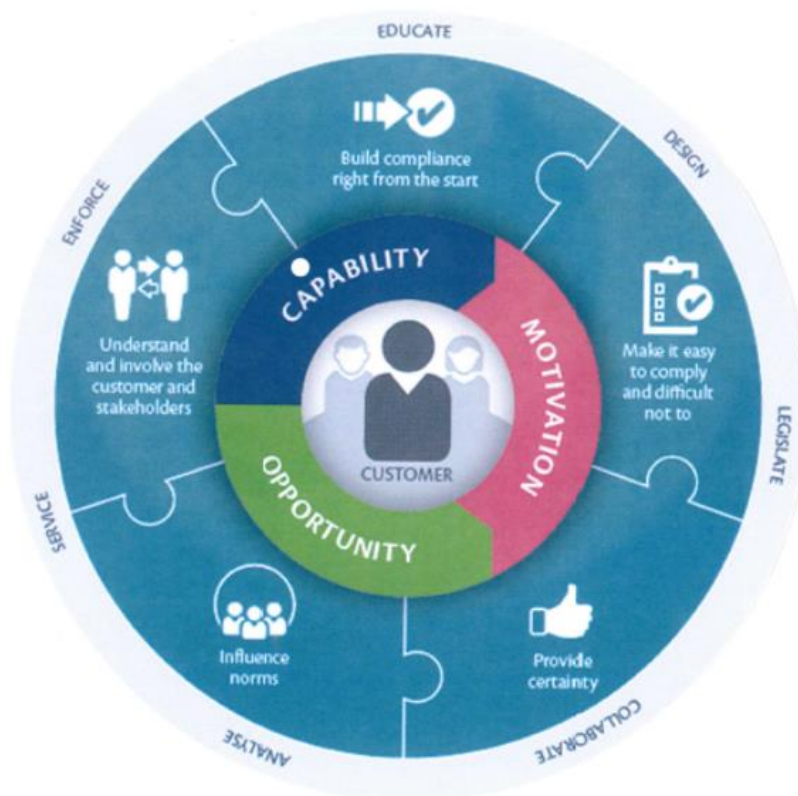 EDUCATE
DESIGN
LEGISLATE
COLLABORATE
ANALYSE
SERVICE
ENFORCE
Build compliance
right from the start
Make it easy
to comply
and difficult
not to
Provide
certainty
Influence
norms
Understand
and involve the
customer and
stakeholders
CAPABILITY
MOTIVATION
OPPORTUNITY
CUSTOMER